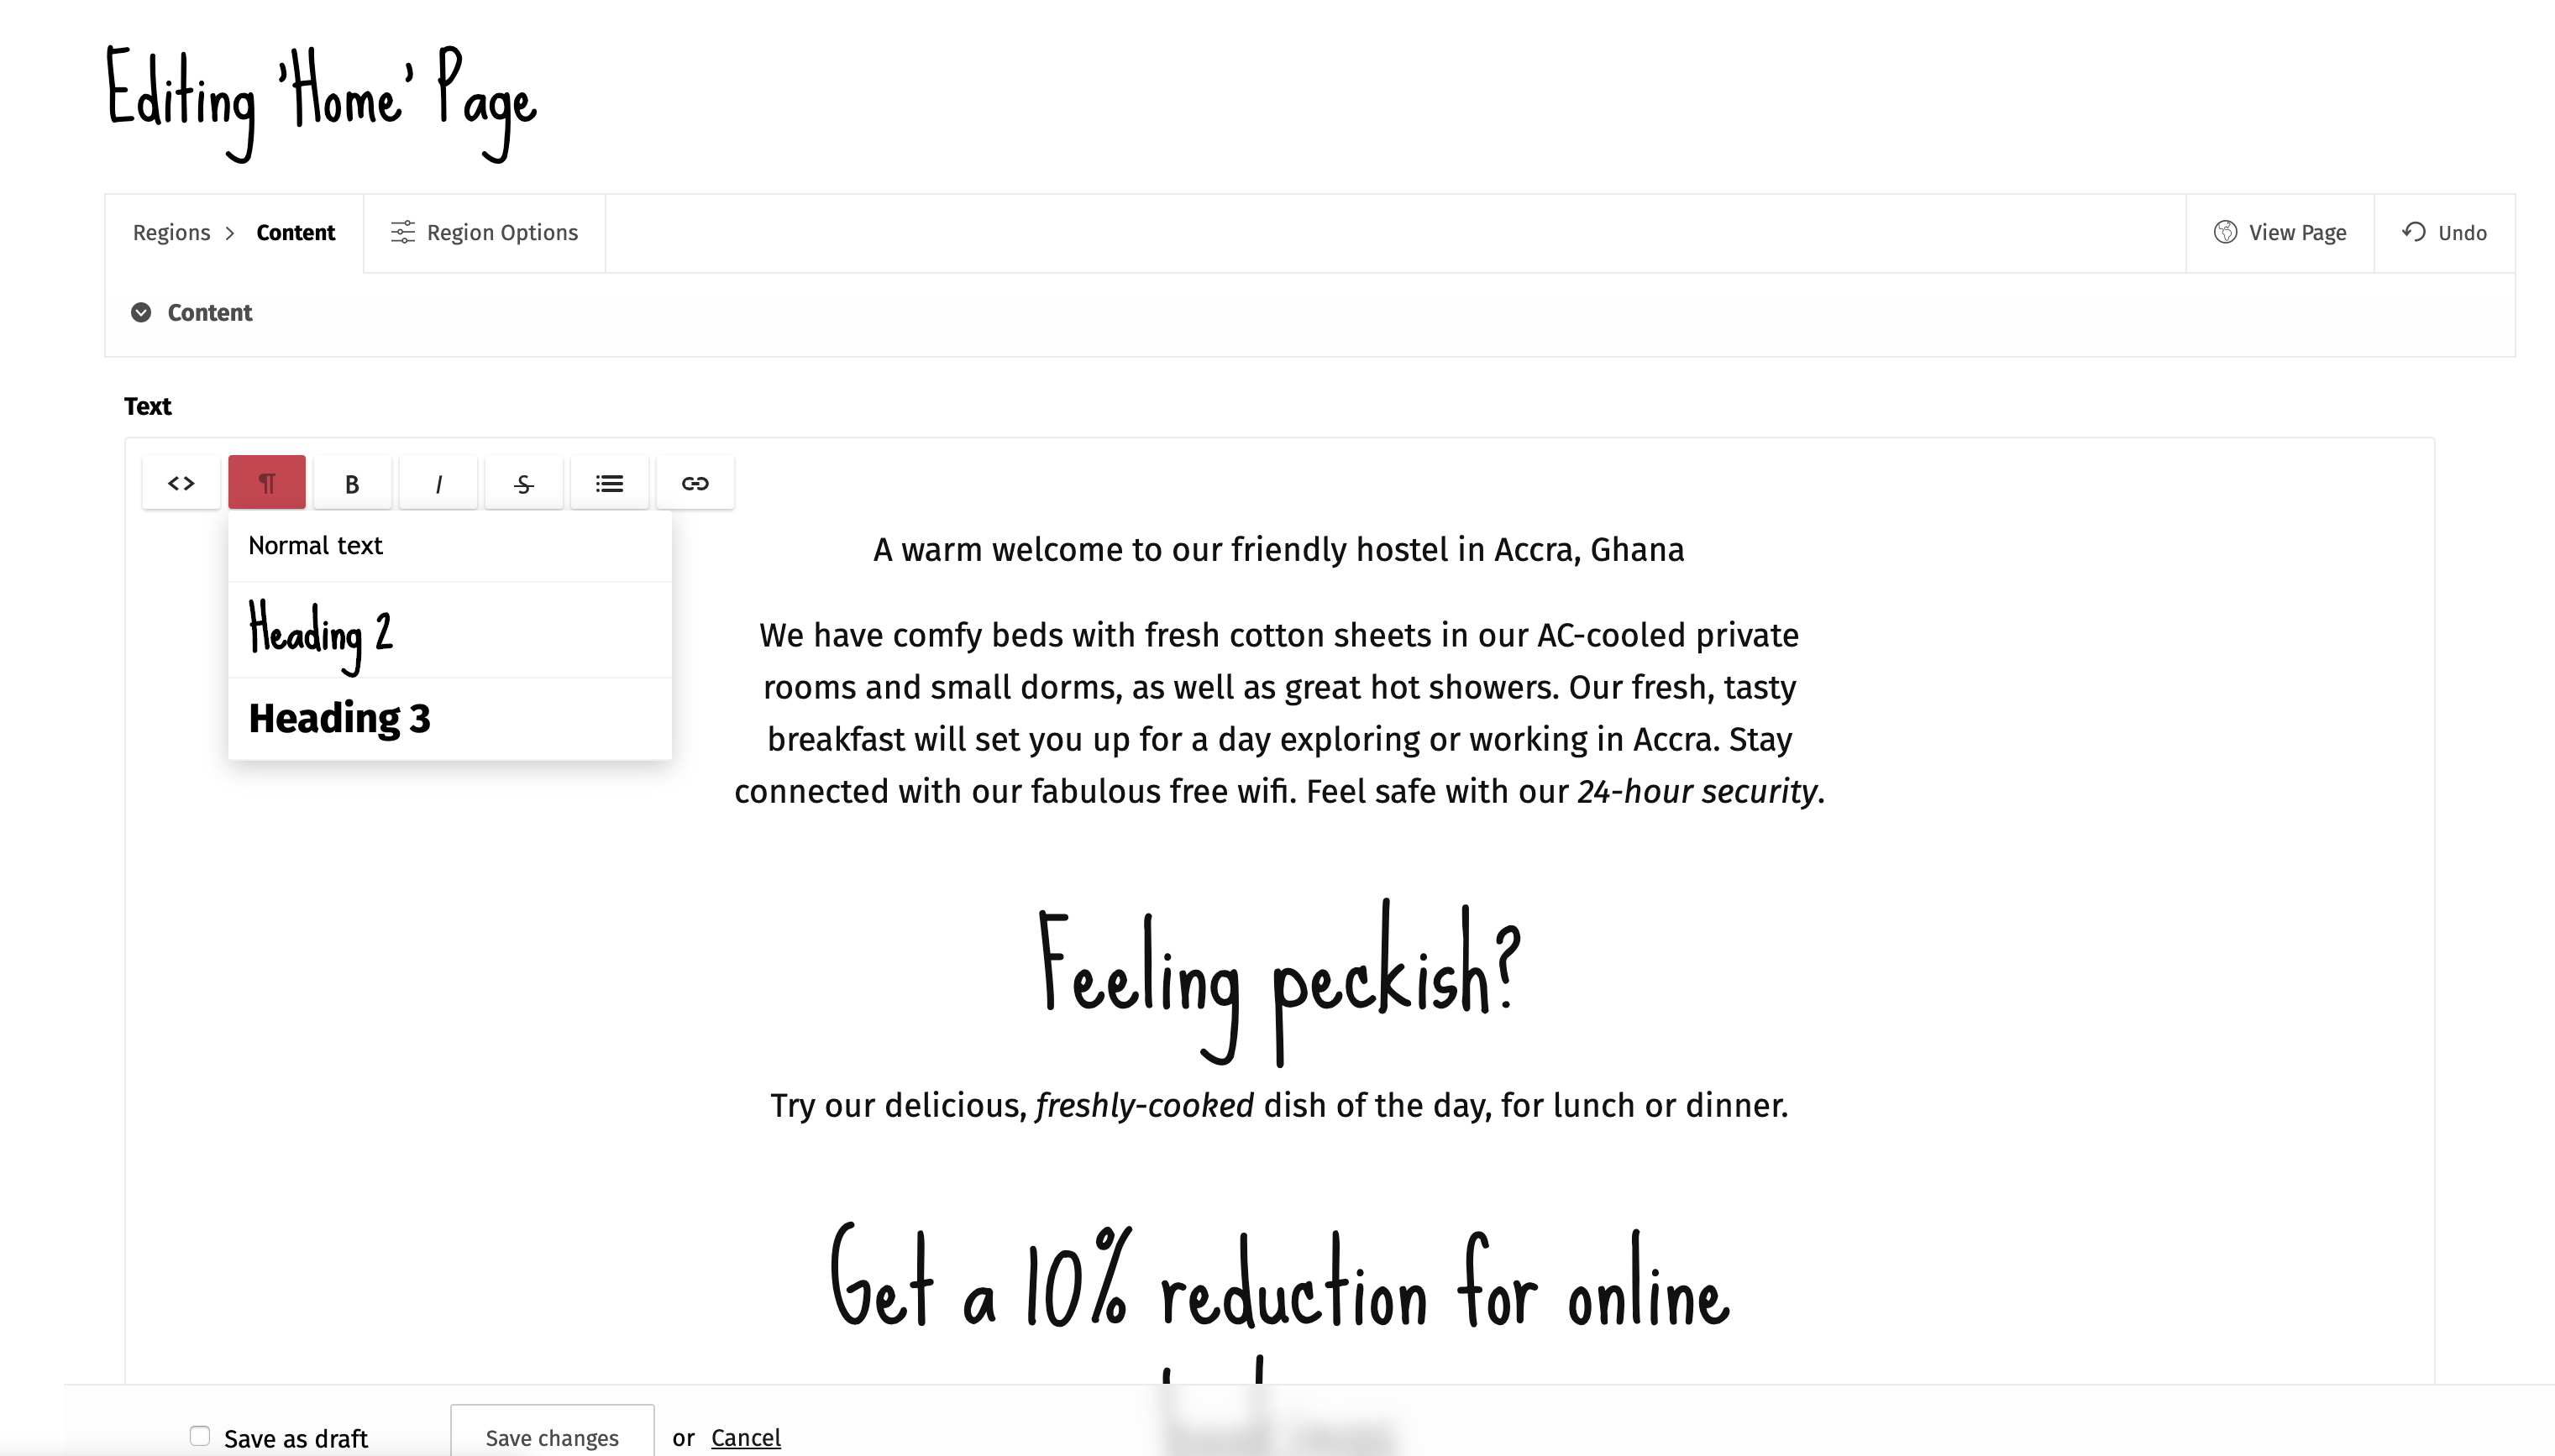 Editing 'Home' Page
Regions > Content
Region Options
View Page
Undo
Content
Text
<> ¶ B I S
Normal text
Heading 2
Heading 3
A warm welcome to our friendly hostel in Accra, Ghana
We have comfy beds with fresh cotton sheets in our AC-cooled private
rooms and small dorms, as well as great hot showers. Our fresh, tasty
breakfast will set you up for a day exploring or working in Accra. Stay
connected with our fabulous free wifi. Feel safe with our 24-hour security.
Feeling peckish?
Try our delicious, freshly-cooked dish of the day, for lunch or dinner.
Get a 10% reduction for online
Save as draft
Save changes
or Cancel